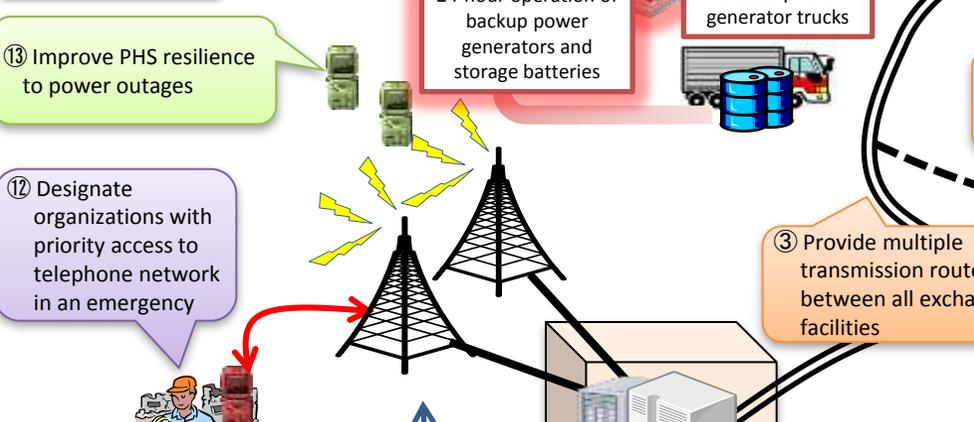 24-hour operation of
backup power
generators and
storage batteries
generator trucks
⑬ Improve PHS resilience
to power outages
⑫ Designate
organizations with
priority access to
telephone network
in an emergency
③ Provide multiple
transmission
between all
facilities